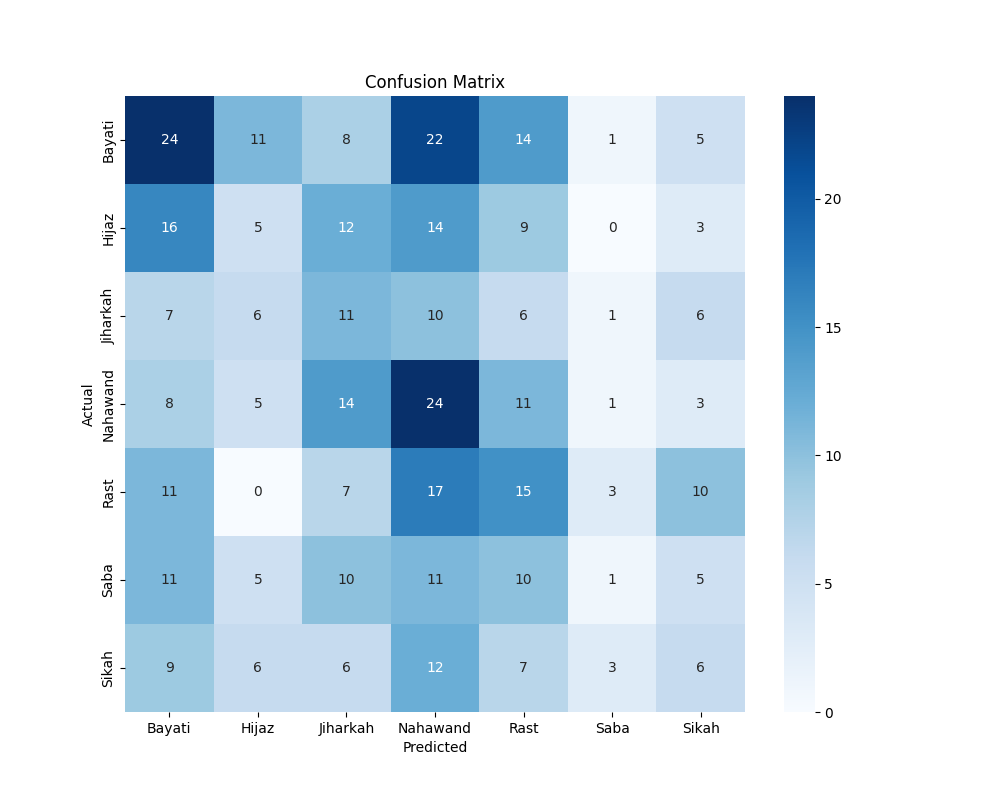 Confusion Matrix
Bayati 24 11 8 22 14 1 5
Hijaz 16 5 12 14 9 0 3
Jiharkah 7 6 11 10 6 1 6
Nahawand 8 5 14 24 11 1 3
Rast 11 0 7 17 15 3 10
Saba 11 5 10 11 10 1 5
Sikah 9 6 6 12 7 3 6
Actual
Bayati Hijaz Jiharkah Nahawand Rast Saba Sikah
Predicted
20
15
10
5
0